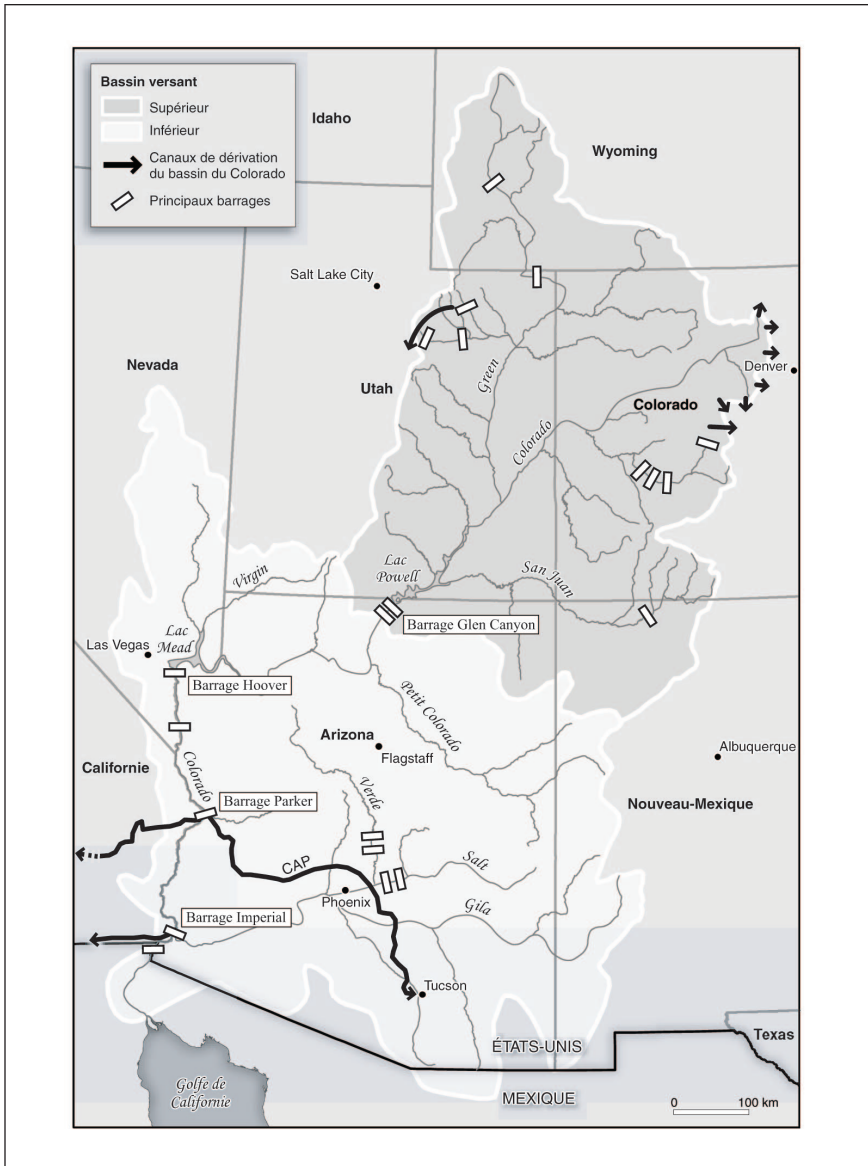 Bassin versant
Supérieur
Inférieur
Canaux de dérivation
du bassin du Colorado
Principaux barrages
Idaho
Wyoming
Salt Lake City
Nevada
Utah
Green
Denver
Colorado
Colorado
Lac
Powell
San Juan
Virgin
Barrage Glen Canyon
Las Vegas
Lac
Mead
Barrage Hoover
Petit Colorado
Arizona
Flagstaff
Albuquerque
Californie
Colorado
Verde
Nouveau-Mexique
Barrage Parker
CAP
Salt
Phoenix
Gila
Barrage Imperial
Tucson
Texas
ÉTATS-UNIS
MEXIQUE
Golfe de
Californie
0 100 km